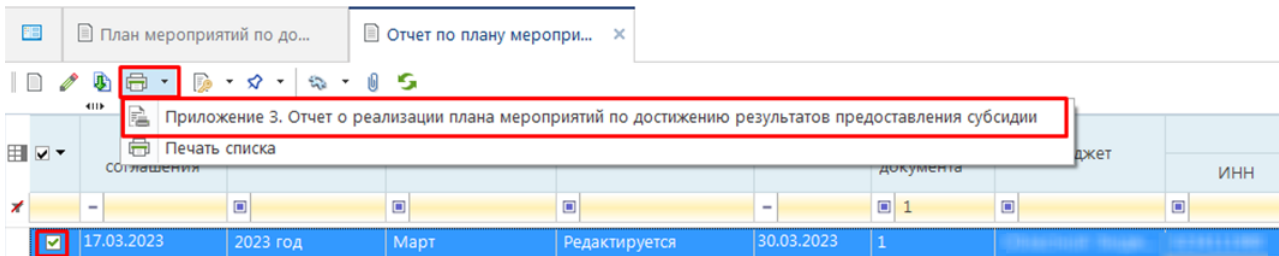 План мероприятий по до...
Отчет по плану меропри...
Приложение 3. Отчет о реализации плана мероприятий по достижению результатов предоставления субсидии
Печать списка
соглашения
документа
джет
ИНН
1
17.03.2023 2023 год Март Редактируется 30.03.2023 1